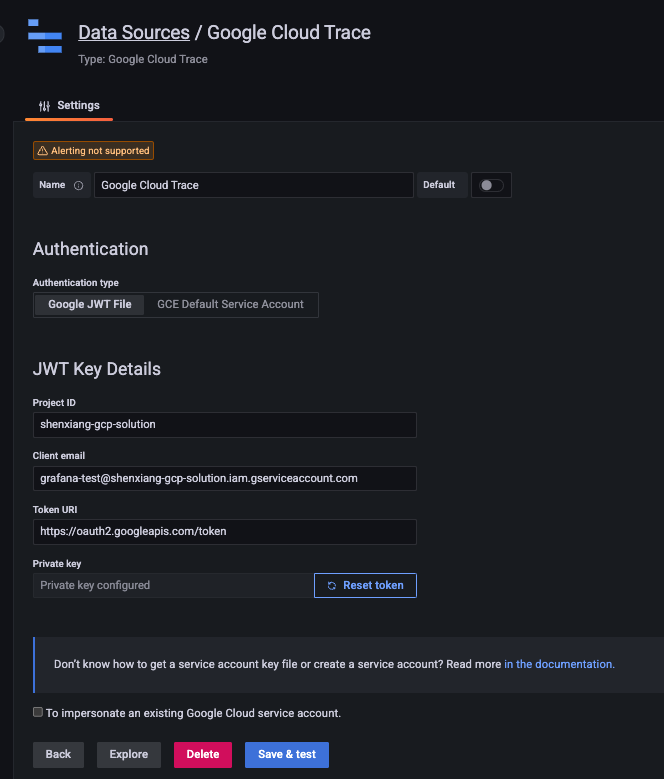 Data Sources / Google Cloud Trace
Type: Google Cloud Trace
Settings
Alerting not supported
Name Google Cloud Trace Default
Authentication
Authentication type
Google JWT File GCE Default Service Account
JWT Key Details
Project ID
shenxiang-gcp-solution
Client email
grafana-test@shenxiang-gcp-solution.iam.gserviceaccount.com
Token URI
https://oauth2.googleapis.com/token
Private key
Private key configured Reset token
Don't know how to get a service account key file or create a service account? Read more in the documentation.
To impersonate an existing Google Cloud service account.
Back Explore Delete Save & test